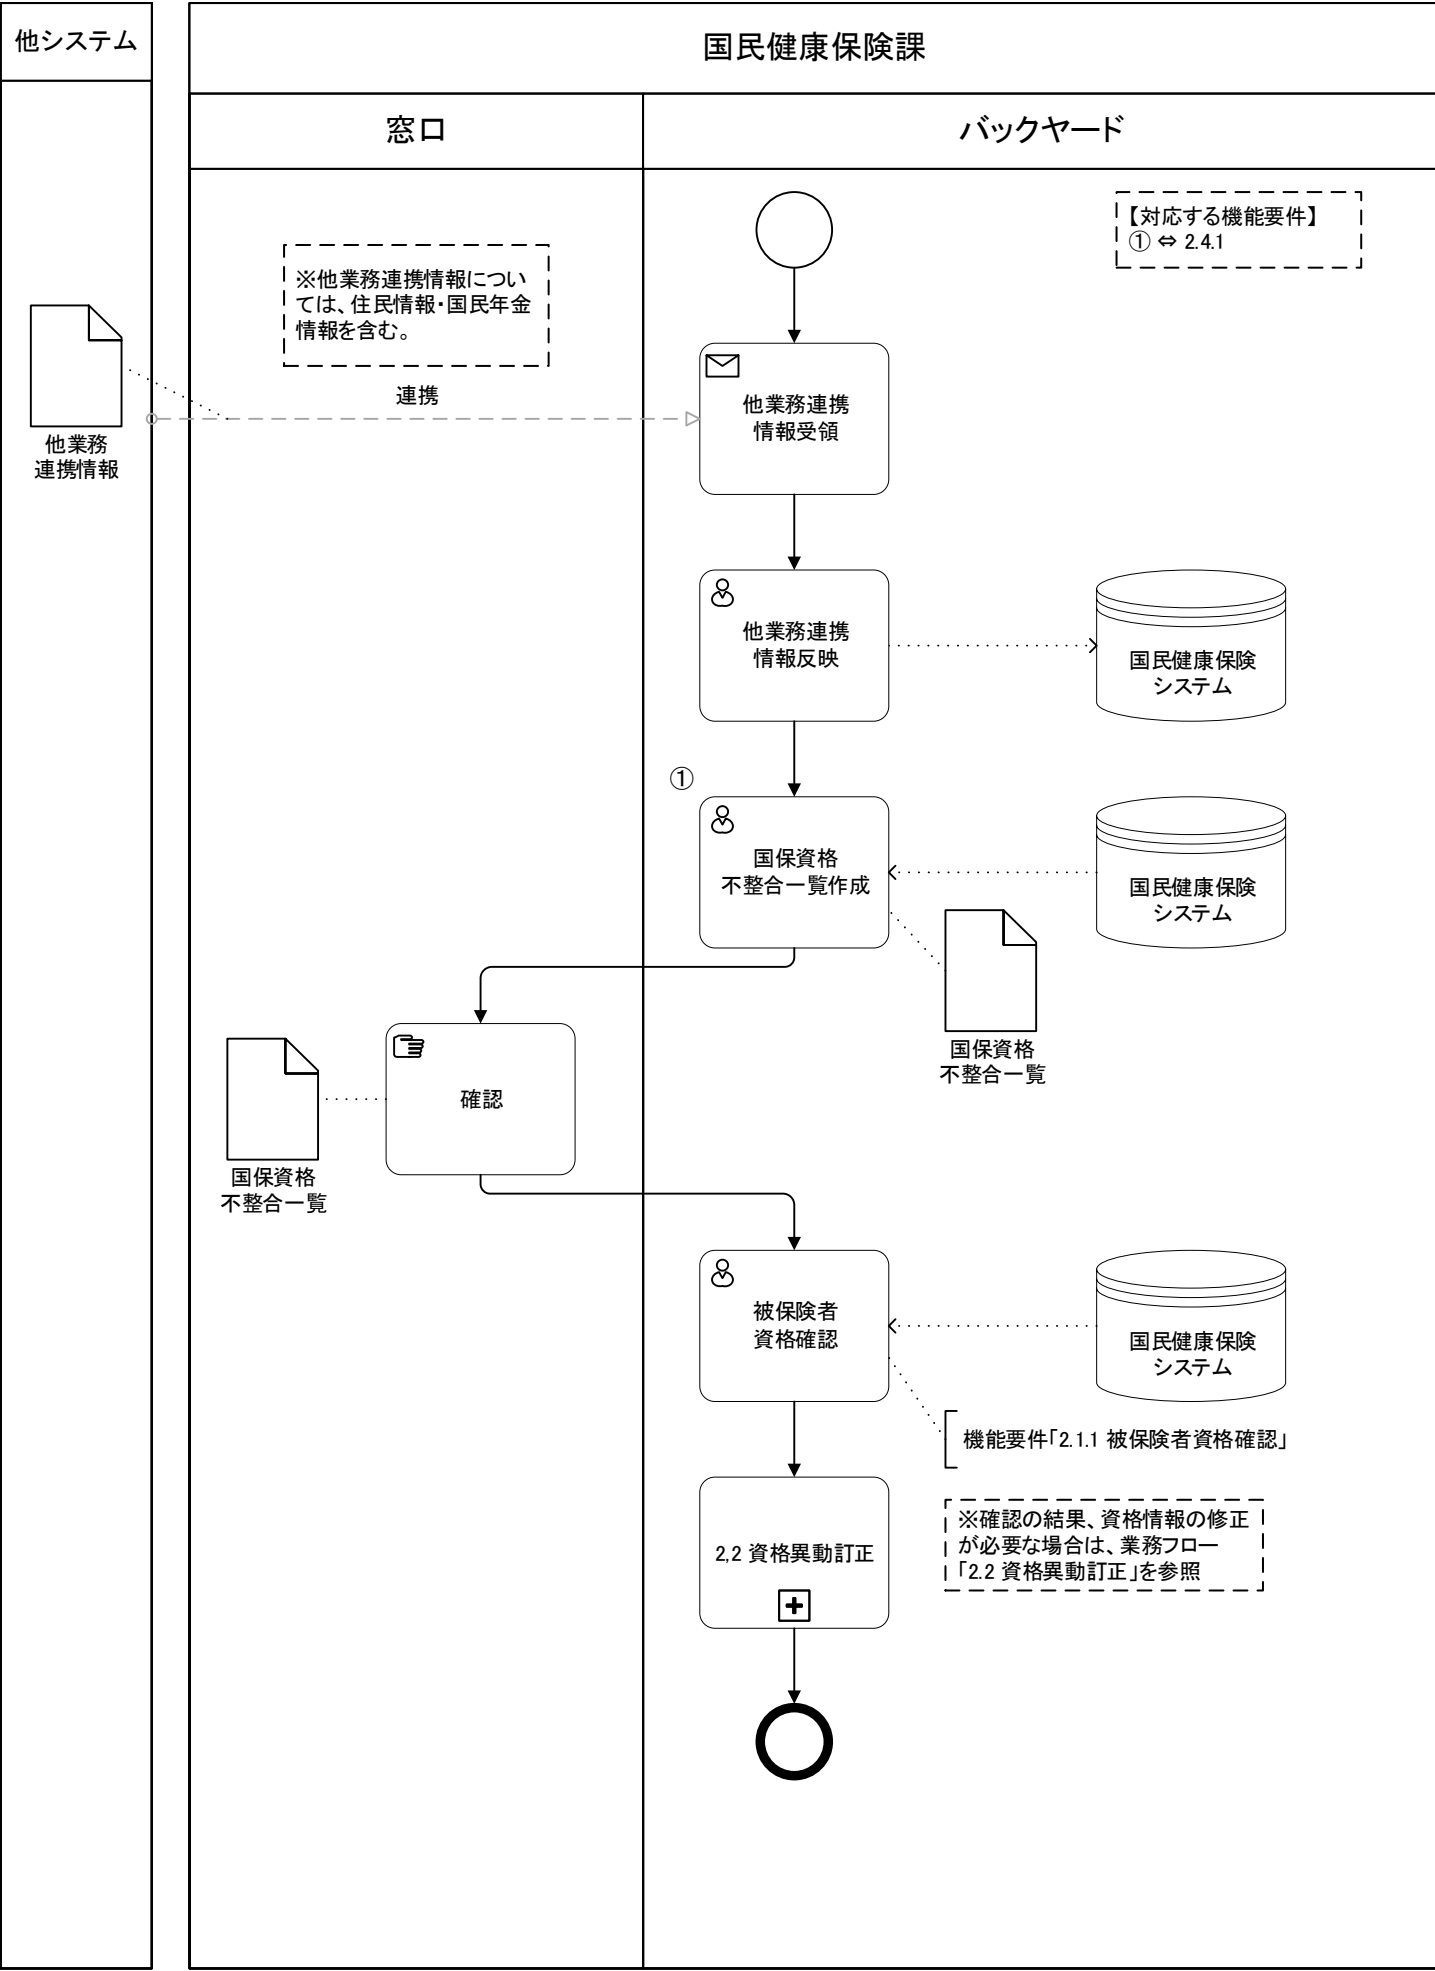 他システム
国民健康保険課
窓口
バックヤード
【対応する機能要件】
① ⇔ 2.4.1
※他業務連携情報につい
ては、住民情報・国民年金
情報を含む。
連携
他業務
連携情報
他業務連携
情報受領
他業務連携
情報反映
国民健康保険
システム
①
国保資格
不整合一覧作成
国民健康保険
システム
国保資格
不整合一覧
確認
国保資格
不整合一覧
被保険者
資格確認
国民健康保険
システム
機能要件「2.1.1 被保険者資格確認」
2,2 資格異動訂正
※確認の結果、資格情報の修正
が必要な場合は、業務フロー
「2.2 資格異動訂正」を参照